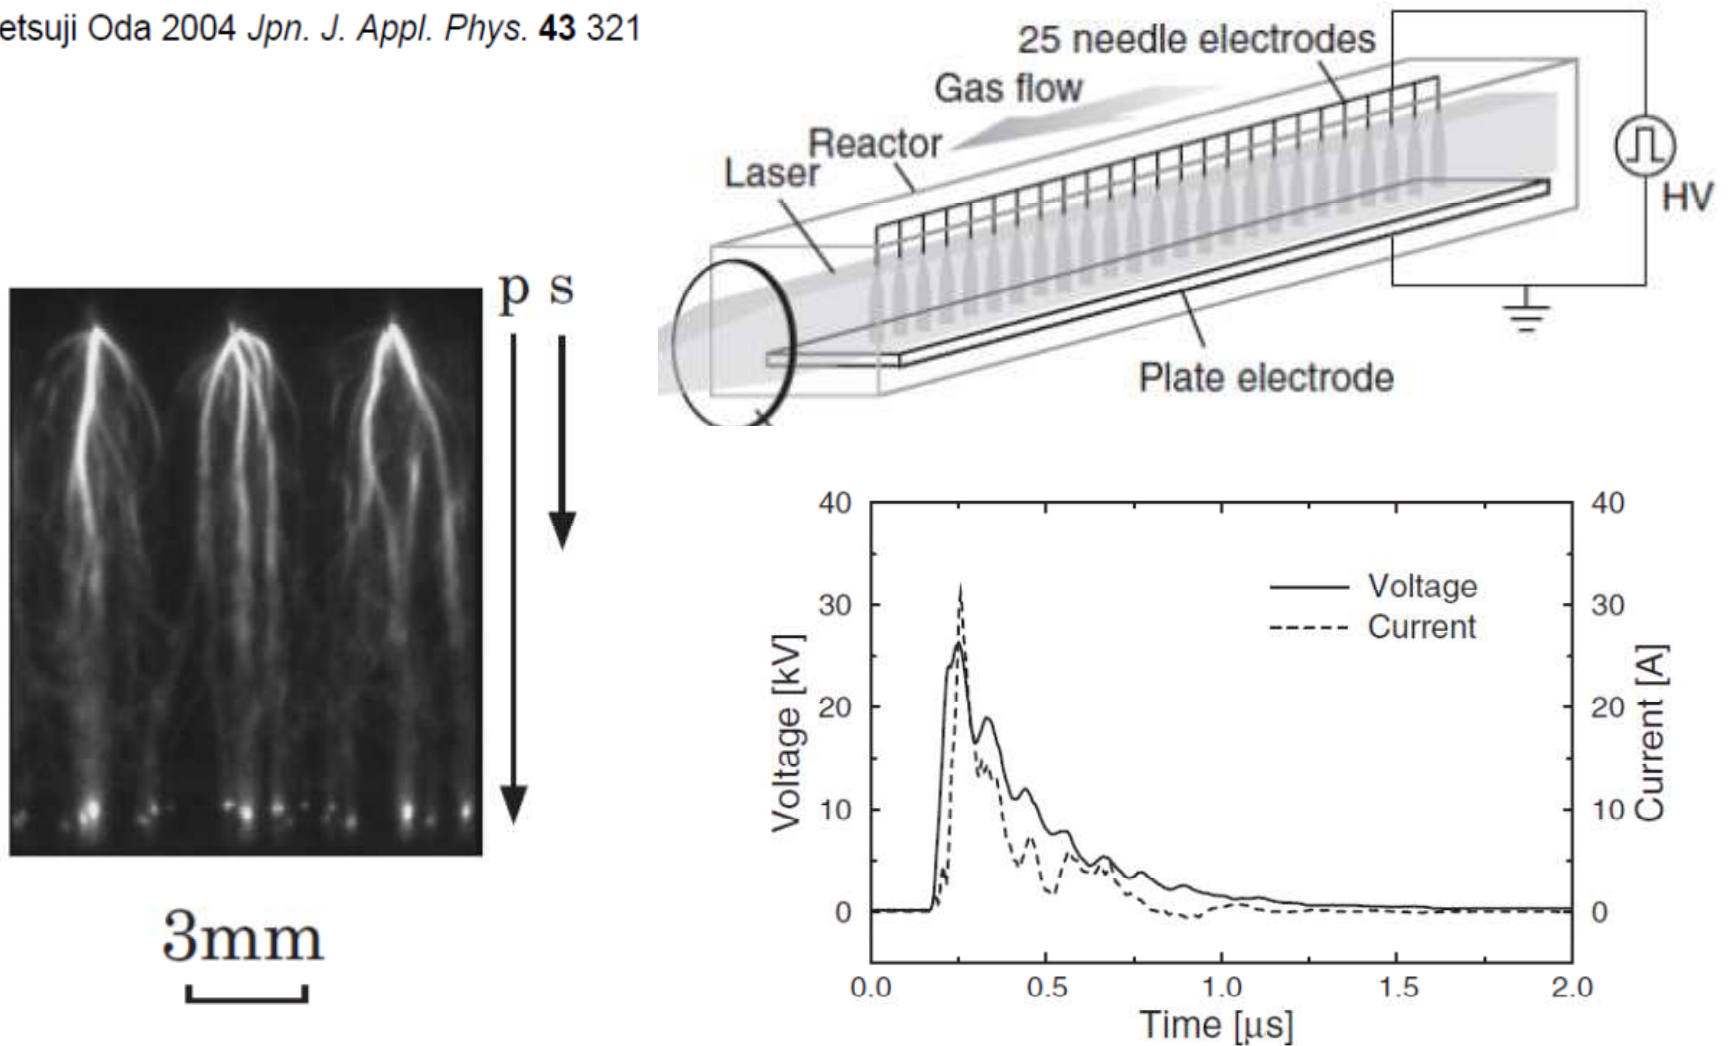 etsuji Oda 2004 Jpn. J. Appl. Phys. 43 321
25 needle electrodes
Gas flow
Reactor
Laser
HV
Plate electrode
p s
3mm
40
30
20
10
0
Voltage [kV]
Voltage
Current
40
30
20
10
0
Current [A]
0.0 0.5 1.0 1.5 2.0
Time [µs]